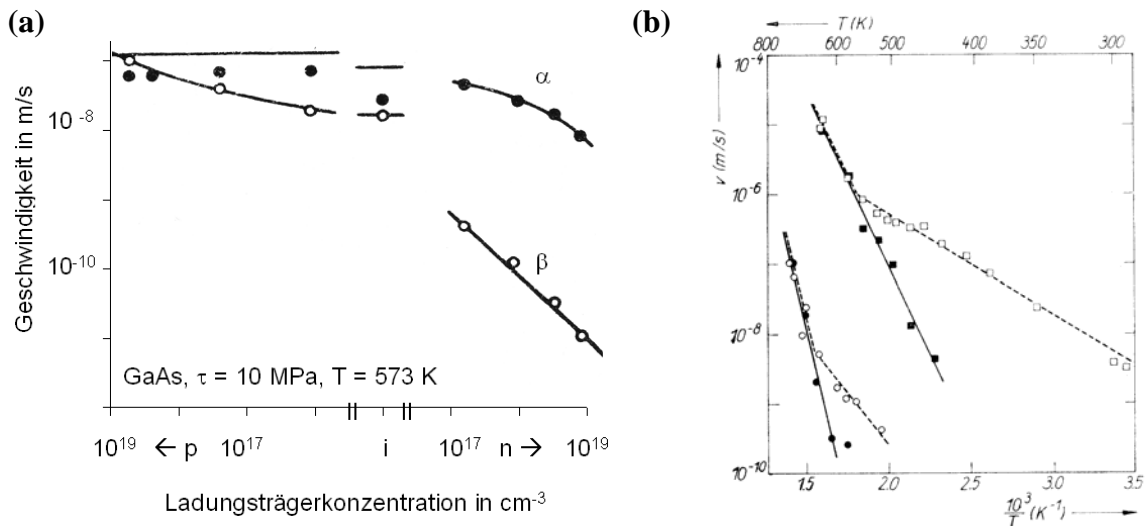 (a)
Geschwindigkeit in m/s
10⁻⁸
10⁻¹⁰
α
β
GaAs, τ = 10 MPa, T = 573 K
10¹⁹ ← p 10¹⁷ i 10¹⁷ n → 10¹⁹
Ladungsträgerkonzentration in cm⁻³
(b)
T(K)
800 600 500 400 350 300
v (m/s)
10⁻⁴
10⁻⁶
10⁻⁸
10⁻¹⁰
1.5 2.0 2.5 3.0 3.5
10³/T (K⁻¹)